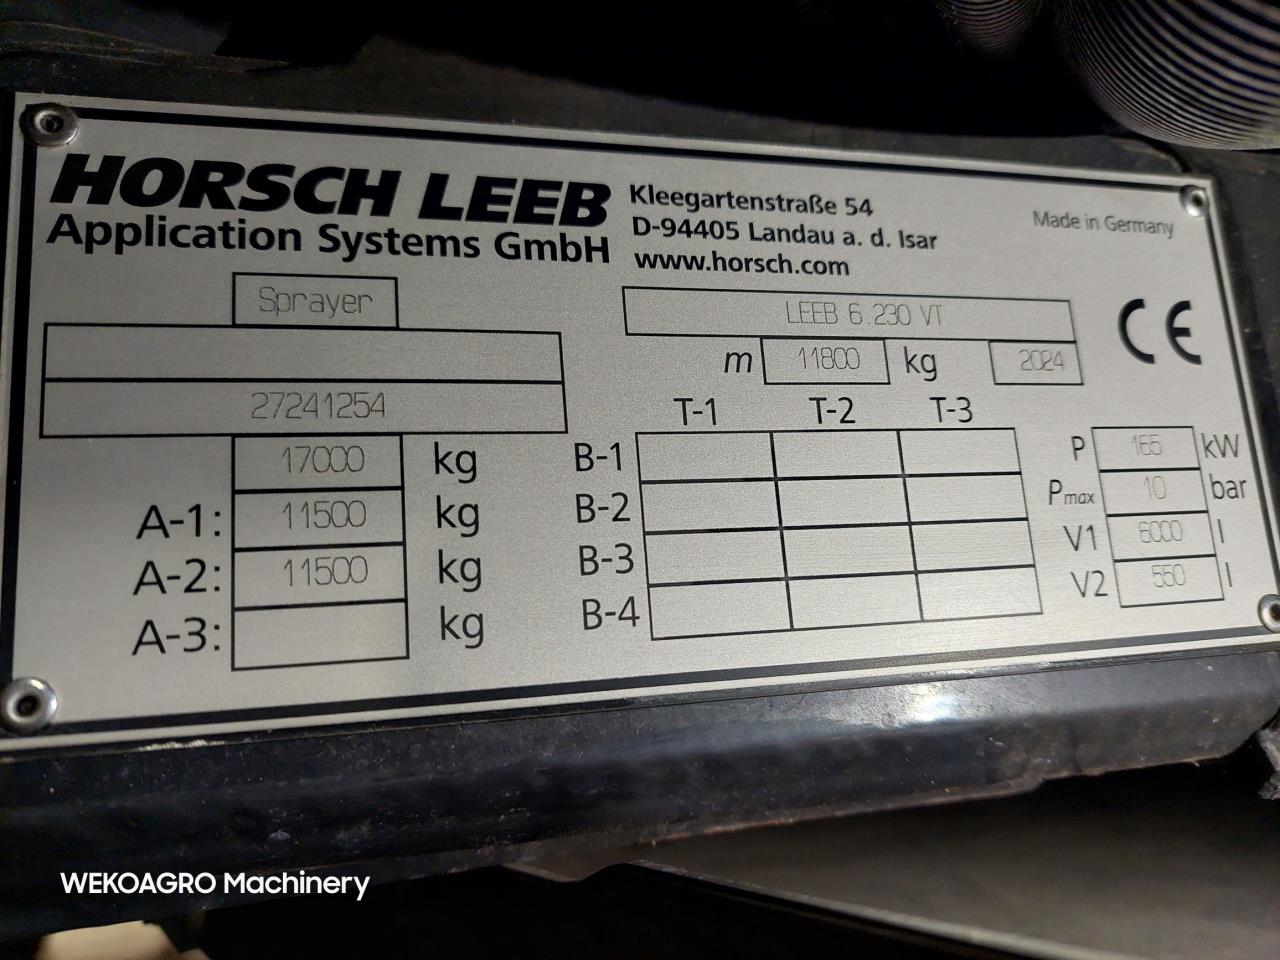 HORSCH LEEB
Application Systems GmbH
Kleegartenstraße 54
D-94405 Landau a. d. Isar
www.horsch.com
Made in Germany
CE
Sprayer
LEEB 6.230 VT
m 11800 kg 2024
27241254
17000 kg
A-1: 11500 kg
A-2: 11500 kg
A-3: kg
T-1 T-2 T-3
B-1
B-2
B-3
B-4
P 165 kW
Pmax 10 bar
V1 6000 l
V2 550 l
WEKOAGRO Machinery